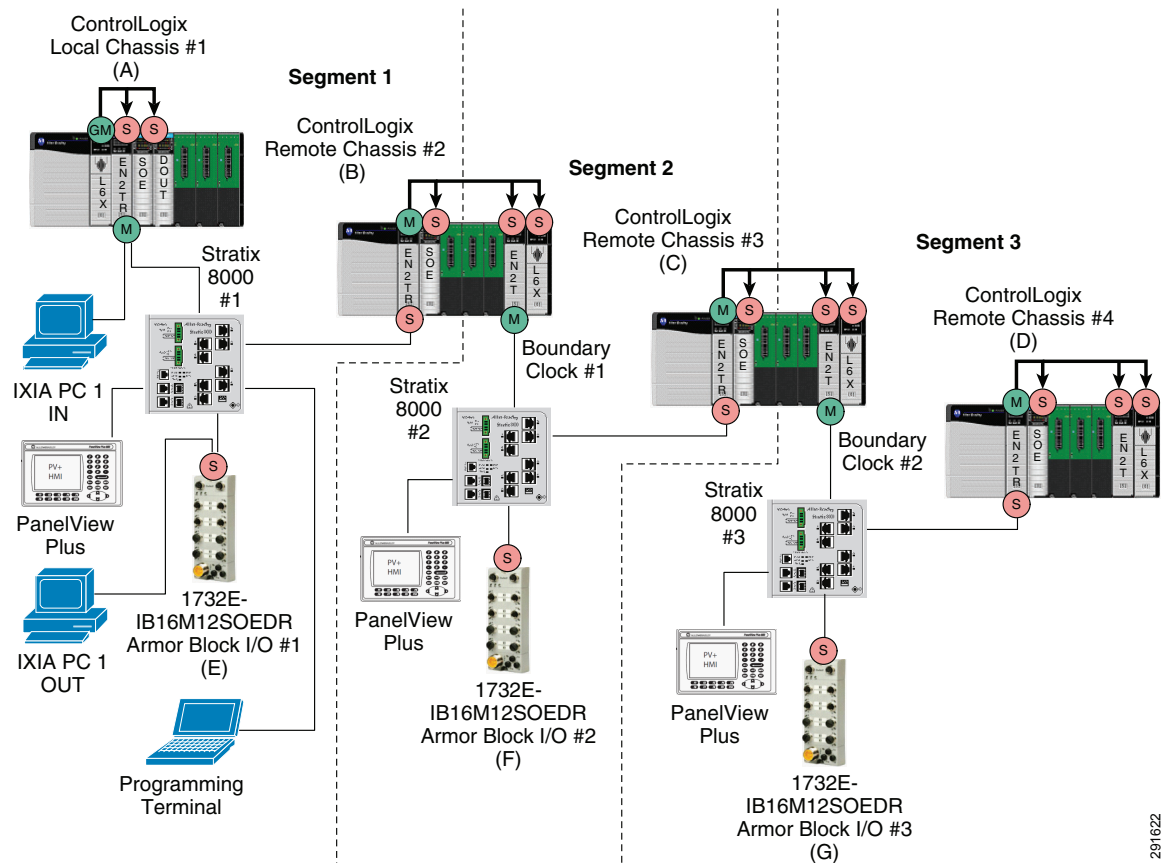 ControlLogix
Local Chassis #1
(A)
Segment 1
GM
S
S
L6X
EN2TR
SOE
DOUT
M
ControlLogix
Remote Chassis #2
(B)
M
S
S
S
EN2TR
SOE
EN2T
L6X
S
M
Segment 2
ControlLogix
Remote Chassis #3
(C)
M
S
S
S
EN2TR
SOE
EN2T
L6X
S
M
Segment 3
ControlLogix
Remote Chassis #4
(D)
M
S
S
S
EN2TR
SOE
EN2T
L6X
S
Stratix
8000
#1
IXIA PC 1
IN
PV+
HMI
PanelView
Plus
IXIA PC 1
OUT
S
1732E-
IB16M12SOEDR
Armor Block I/O #1
(E)
Programming
Terminal
Boundary
Clock #1
Stratix
8000
#2
PV+
HMI
PanelView
Plus
S
1732E-
IB16M12SOEDR
Armor Block I/O #2
(F)
Boundary
Clock #2
Stratix
8000
#3
PV+
HMI
PanelView
Plus
S
1732E-
IB16M12SOEDR
Armor Block I/O #3
(G)
291622